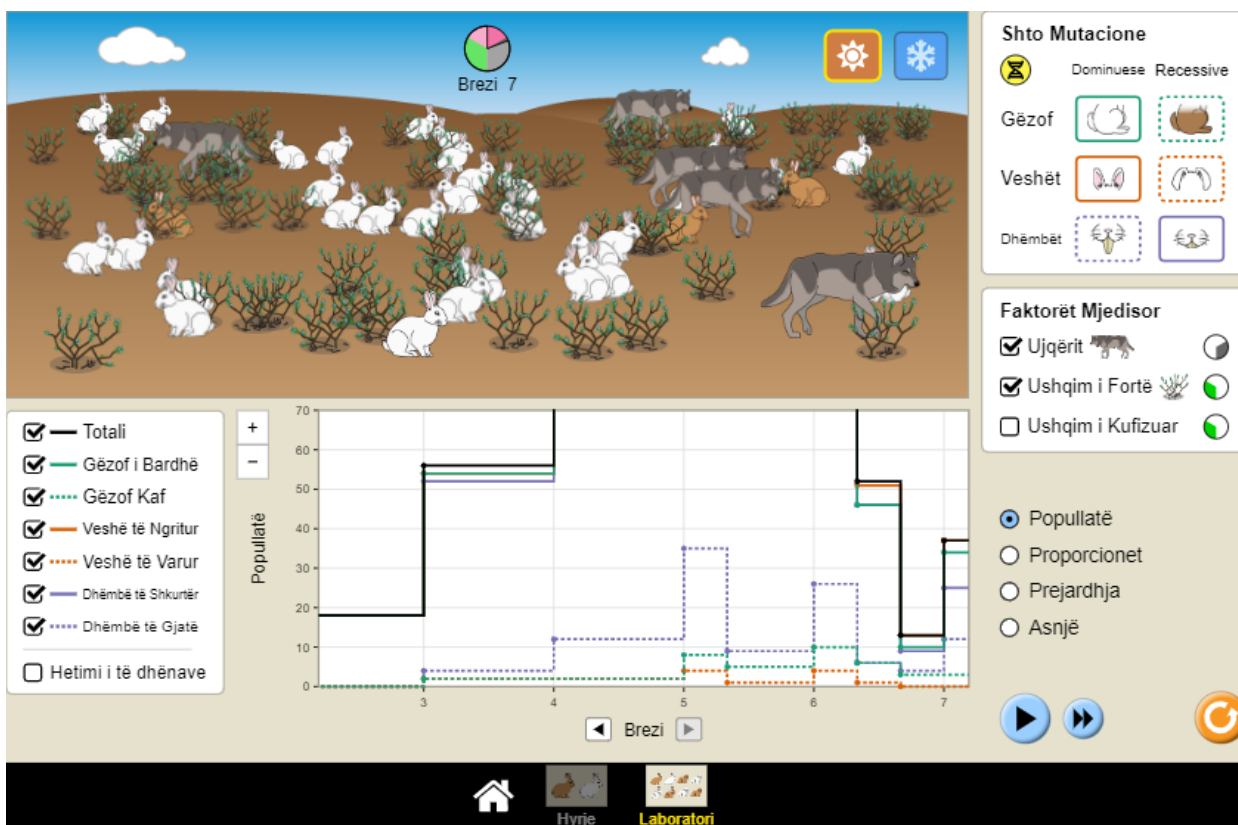 Brezi 7
Shto Mutacione
Dominuese Recessive
Gëzof
Veshët
Dhëmbët
Faktorët Mjedisor
Ujqërit
Ushqim i Fortë
Ushqim i Kufizuar
Totali
Gëzof i Bardhë
Gëzof Kaf
Veshë të Ngritur
Veshë të Varur
Dhëmbë të Shkurtër
Dhëmbë të Gjatë
Hetimi i të dhënave
+
−
Popullatë
70
60
50
40
30
20
10
0
3 4 5 6 7
Brezi
Popullatë
Proporcionet
Prejardhja
Asnjë
Hyrje
Laboratori